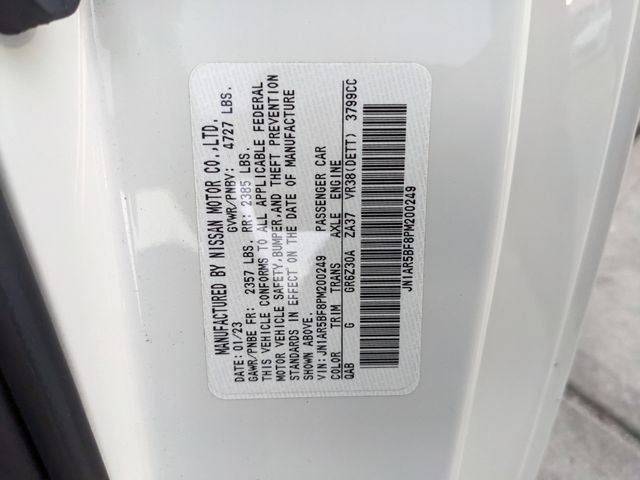 MANUFACTURED BY NISSAN MOTOR CO.,LTD.
DATE: 01/23 GVWR/PNBV: 4727 LBS.
GAWR/PNBE FR: 2357 LBS. RR: 2385 LBS.
THIS VEHICLE CONFORMS TO ALL APPLICABLE FEDERAL
MOTOR VEHICLE SAFETY,BUMPER,AND THEFT PREVENTION
STANDARDS IN EFFECT ON THE DATE OF MANUFACTURE
SHOWN ABOVE.
VIN: JN1AR5BF8PM200249 PASSENGER CAR
COLOR TRIM TRANS AXLE ENGINE
QAB G GR6Z30A ZA37 VR38(DETT) 3799CC
JN1AR5BF8PM200249